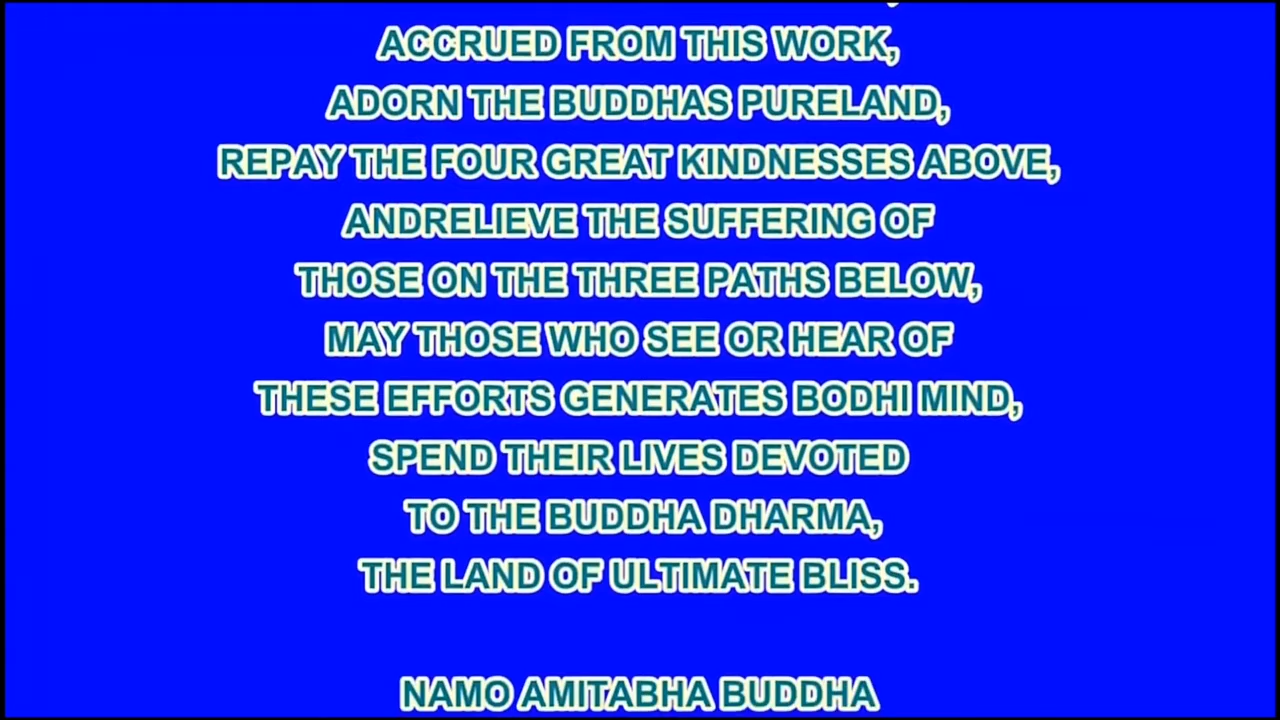 ACCRUED FROM THIS WORK,
ADORN THE BUDDHAS PURELAND,
REPAY THE FOUR GREAT KINDNESSES ABOVE,
ANDRELIEVE THE SUFFERING OF
THOSE ON THE THREE PATHS BELOW,
MAY THOSE WHO SEE OR HEAR OF
THESE EFFORTS GENERATES BODHI MIND,
SPEND THEIR LIVES DEVOTED
TO THE BUDDHA DHARMA,
THE LAND OF ULTIMATE BLISS.
NAMO AMITABHA BUDDHA